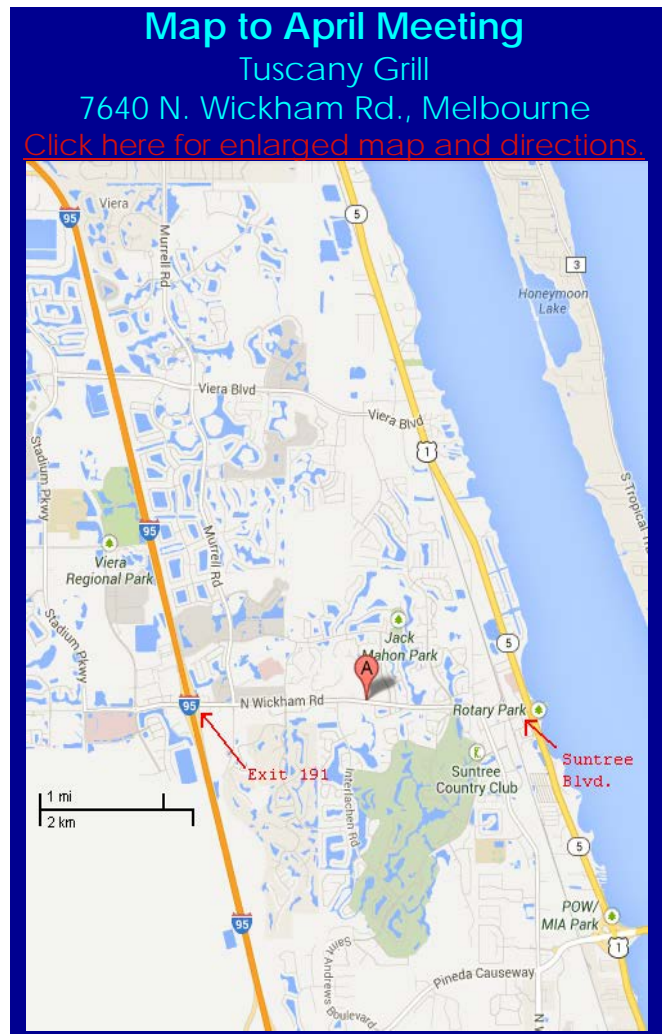 Map to April Meeting
Tuscany Grill
7640 N. Wickham Rd., Melbourne
Click here for enlarged map and directions.
Viera
95
Murrell Rd
5
3
Honeymoon
Lake
Viera Blvd
Viera Blvd
1
Stadium Pkwy
S Tropical
95
Murrell Rd
Viera
Regional Park
Stadium Pkwy
Jack
Mahon Park
5
A
95
N Wickham Rd
Rotary Park
Exit 191
Suntree
Blvd.
Suntree
Country Club
Interlachen Rd
1 mi
2 km
5
95
POW/
MIA Park
1
Saint
Andrews Boulevard
Pineda Causeway
N W